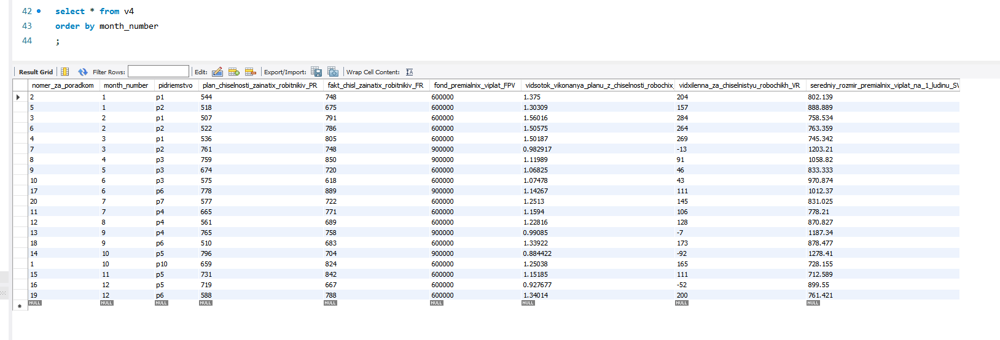 42 select * from v4
43 order by month_number
44 ;
Result Grid Filter Rows: Edit: Export/Import: Wrap Cell Content:
nomer_za_poradkom month_number pidriemstvo plan_chiselnosti_zainatix_robitnikiv_PR fakt_chisl_zainatix_robitnikiv_FR fond_premialnix_viplat_FPV vidsotok_vikonanya_planu_z_chiselnosti_robochix_ vidxilenna_za_chiselnistyu_robochikh_VR seredniy_rozmir_premialnix_viplat_na_1_ludinu_SV
2 1 p1 544 748 600000 1.375 204 802.139
5 1 p2 518 675 600000 1.30309 157 888.889
3 2 p1 507 791 600000 1.56016 284 758.534
6 2 p2 522 786 600000 1.50575 264 763.359
4 3 p1 536 805 600000 1.50187 269 745.342
7 3 p2 761 748 900000 0.982917 -13 1203.21
8 4 p3 759 850 900000 1.11989 91 1058.82
9 5 p3 674 720 600000 1.06825 46 833.333
10 6 p3 575 618 600000 1.07478 43 970.874
17 6 p6 778 889 900000 1.14267 111 1012.37
20 7 p7 577 722 600000 1.2513 145 831.025
11 7 p4 665 771 600000 1.1594 106 778.21
12 8 p4 561 689 600000 1.22816 128 870.827
13 9 p4 765 758 900000 0.99085 -7 1187.34
18 9 p6 510 683 600000 1.33922 173 878.477
14 10 p5 796 704 900000 0.884422 -92 1278.41
1 10 p10 659 824 600000 1.25038 165 728.155
15 11 p5 731 842 600000 1.15185 111 712.589
16 12 p5 719 667 600000 0.927677 -52 899.55
19 12 p6 588 788 600000 1.34014 200 761.421
NULL NULL NULL NULL NULL NULL NULL NULL NULL